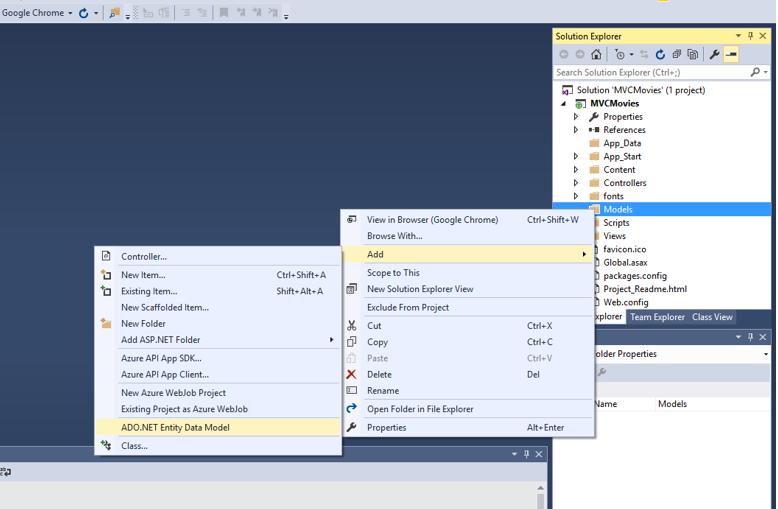 Google Chrome
Solution Explorer
Search Solution Explorer (Ctrl+;)
Solution 'MVCMovies' (1 project)
MVCMovies
Properties
References
App_Data
App_Start
Content
Controllers
fonts
Models
Scripts
Views
favicon.ico
Global.asax
packages.config
Project_Readme.html
Web.config
View in Browser (Google Chrome) Ctrl+Shift+W
Browse With...
Add
Scope to This
New Solution Explorer View
Exclude From Project
Cut Ctrl+X
Copy Ctrl+C
Paste Ctrl+V
Delete Del
Rename
Open Folder in File Explorer
Properties Alt+Enter
Controller...
New Item... Ctrl+Shift+A
Existing Item... Shift+Alt+A
New Scaffolded Item...
New Folder
Add ASP.NET Folder
Azure API App SDK...
Azure API App Client...
New Azure WebJob Project
Existing Project as Azure WebJob
ADO.NET Entity Data Model
Class...
xplorer Team Explorer Class View
older Properties
Name Models